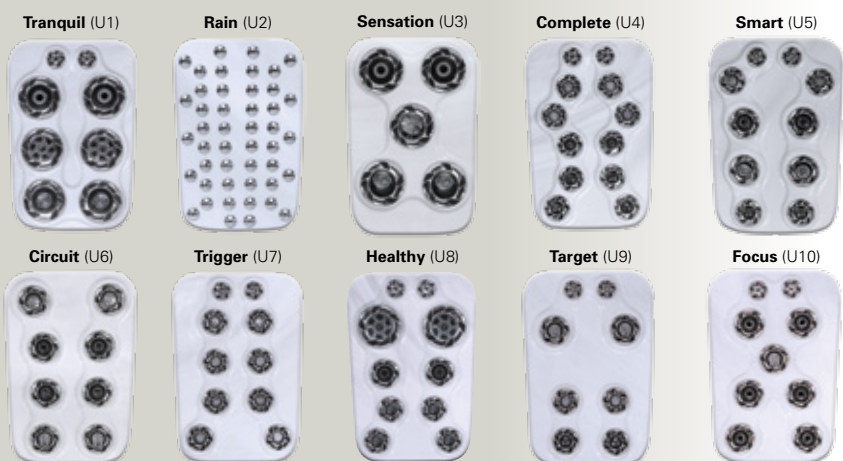 Tranquil (U1)
Rain (U2)
Sensation (U3)
Complete (U4)
Smart (U5)
Circuit (U6)
Trigger (U7)
Healthy (U8)
Target (U9)
Focus (U10)